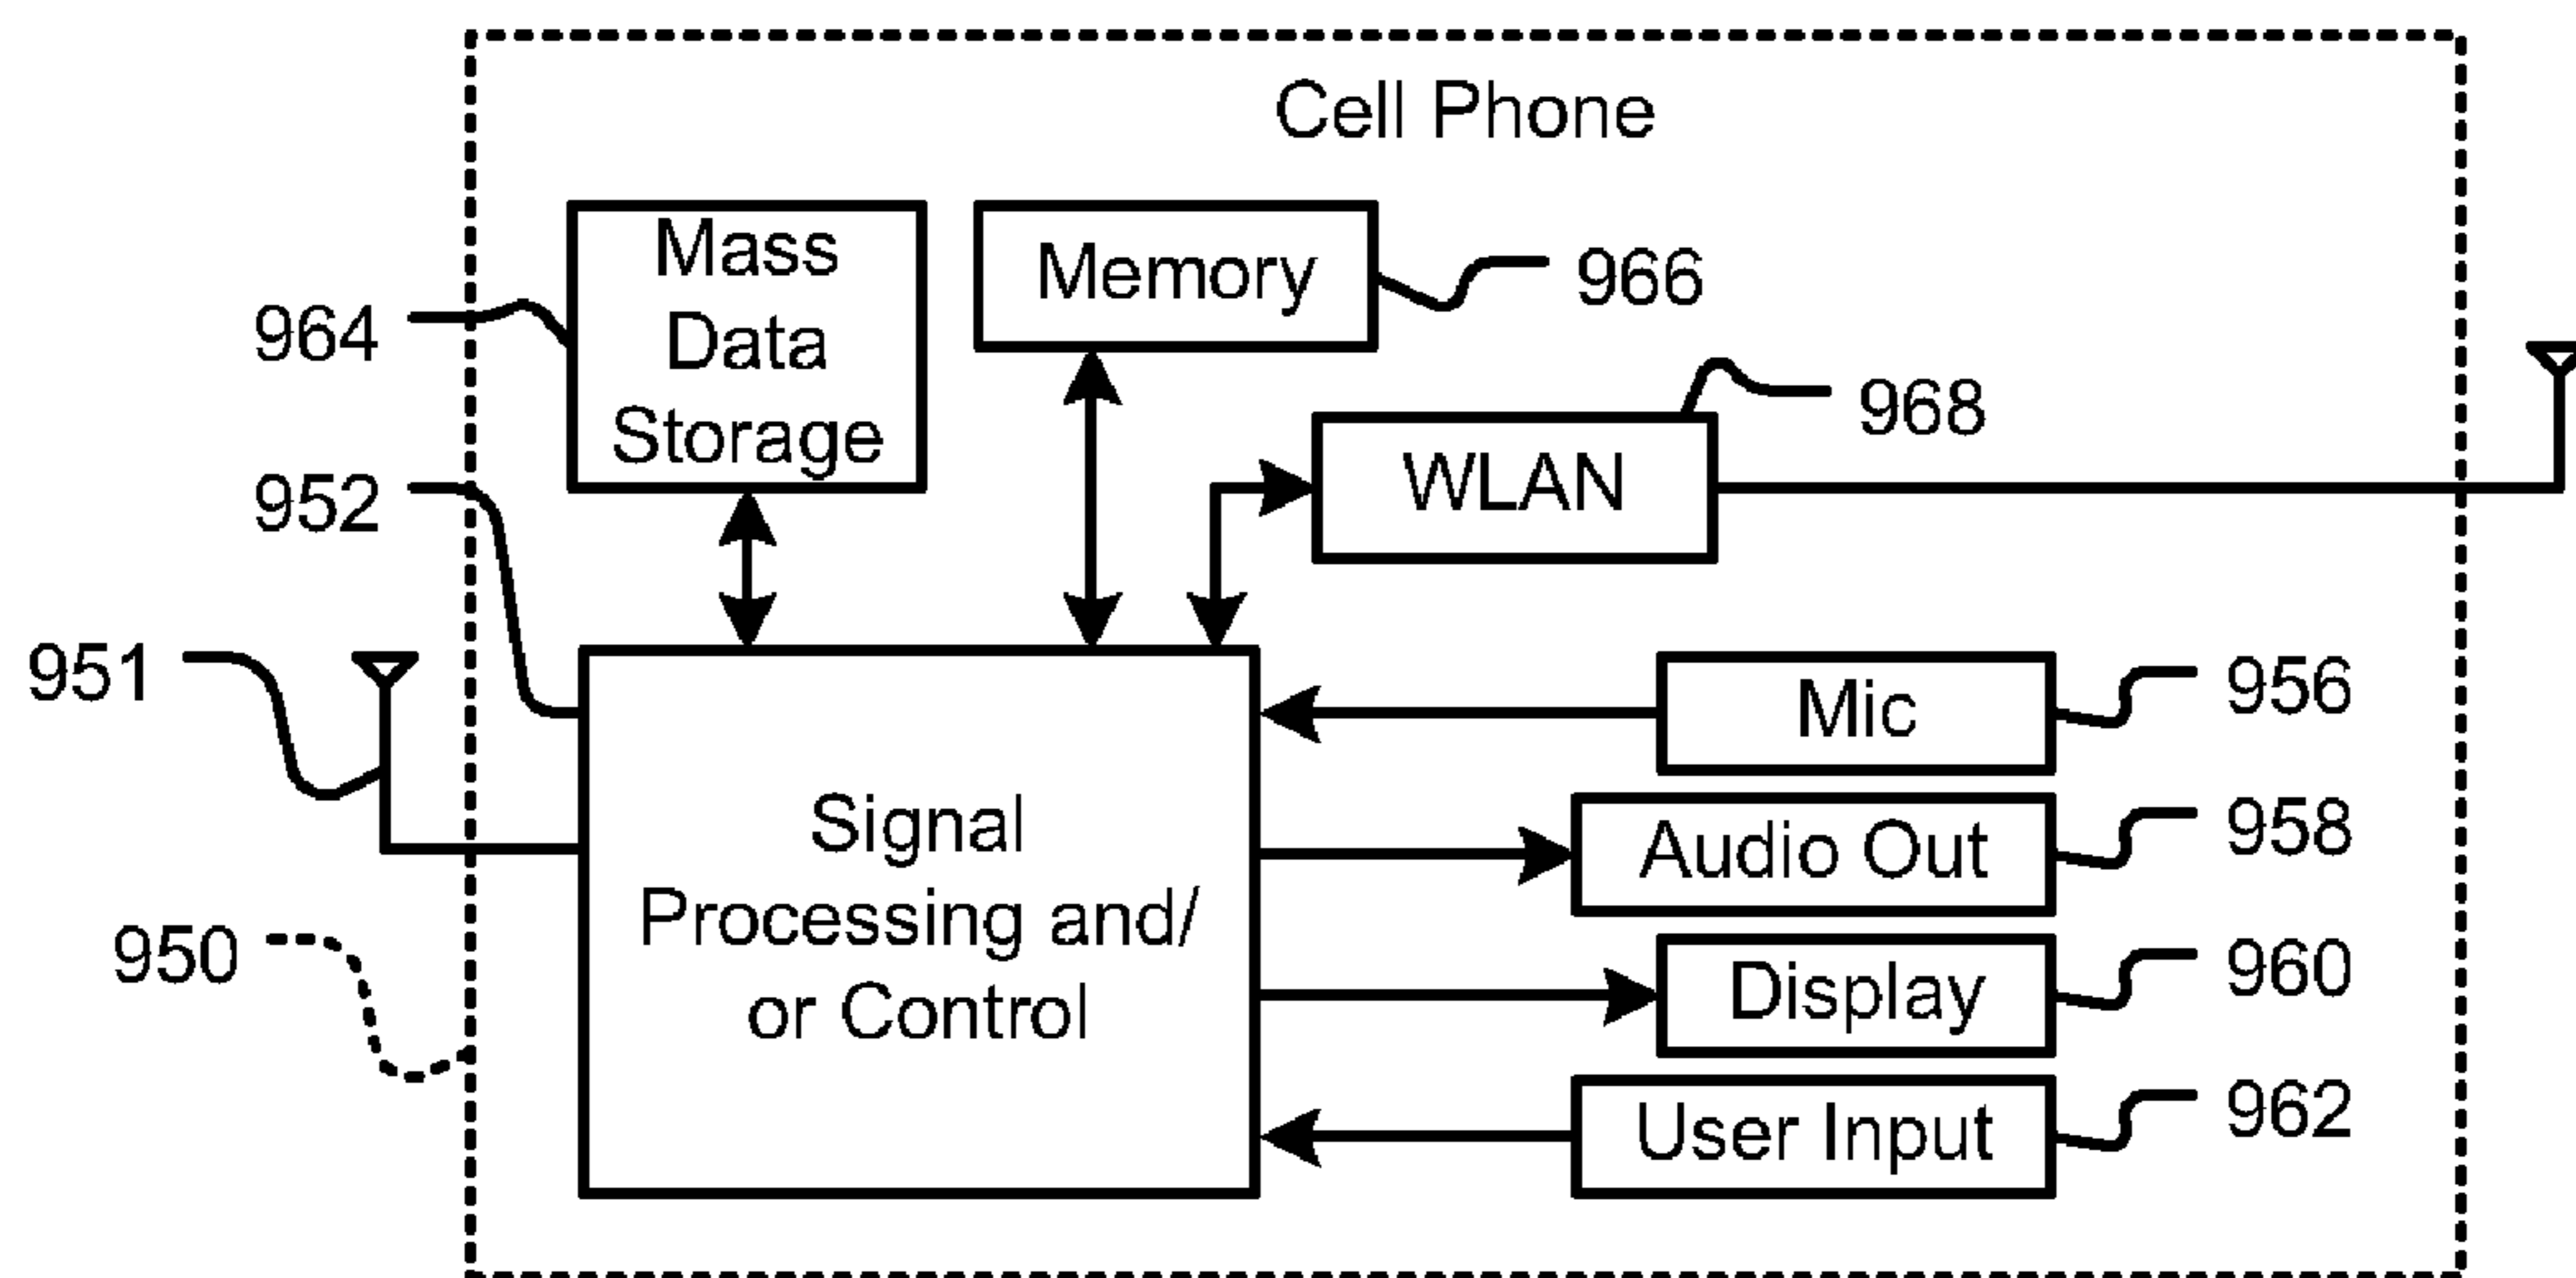 Cell Phone
Mass
Data
Storage
Memory
966
964
968
WLAN
952
951
Mic
956
Signal
Processing and/
or Control
Audio Out
958
950
Display
960
User Input
962